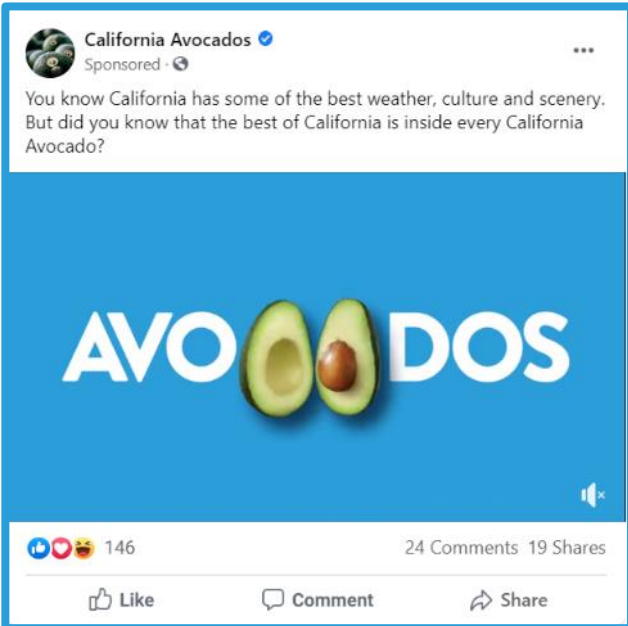 California Avocados
Sponsored ·
You know California has some of the best weather, culture and scenery.
But did you know that the best of California is inside every California
Avocado?
AVO DOS
146
24 Comments 19 Shares
Like Comment Share